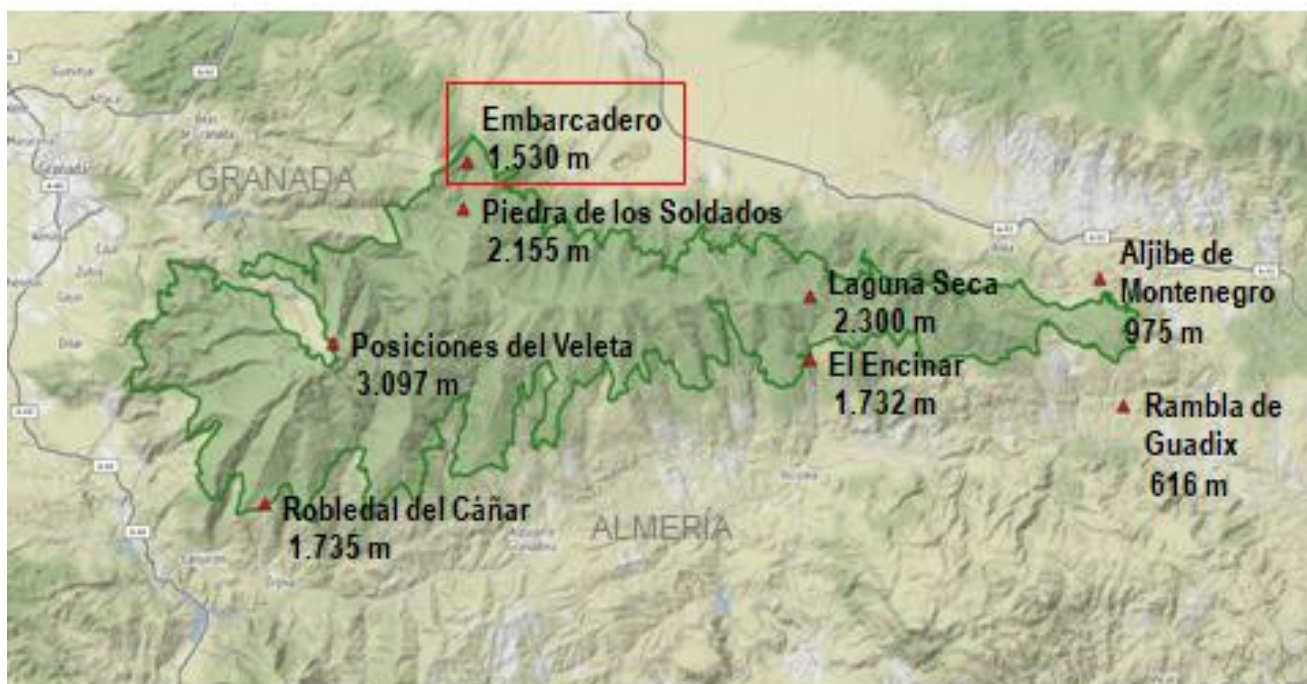 Embarcadero
1.530 m
GRANADA
Piedra de los Soldados
2.155 m
Aljibe de
Montenegro
975 m
Laguna Seca
2.300 m
Posiciones del Veleta
3.097 m
El Encinar
1.732 m
Rambla de
Guadix
616 m
Robledal del Cáñar
1.735 m
ALMERÍA
Granada